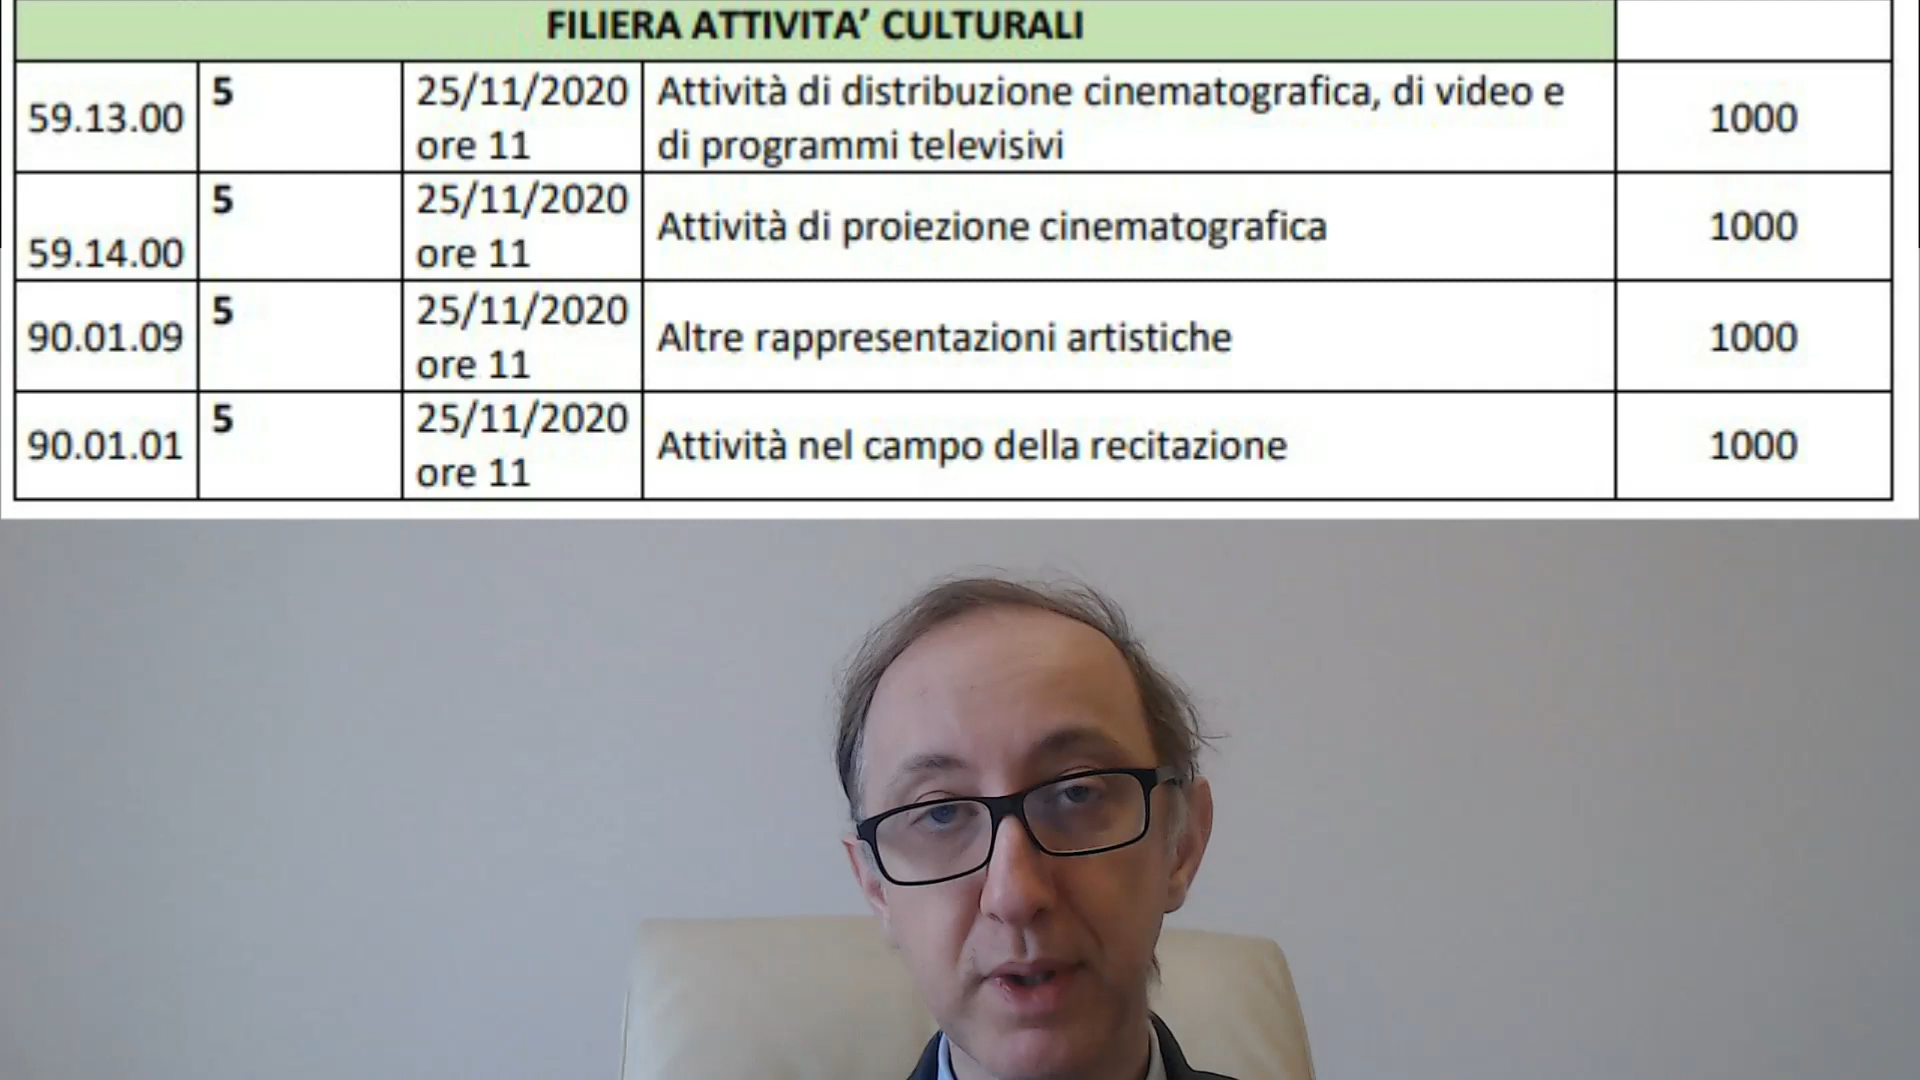 FILIERA ATTIVITA’ CULTURALI
59.13.00 5 25/11/2020 ore 11 Attività di distribuzione cinematografica, di video e di programmi televisivi 1000
59.14.00 5 25/11/2020 ore 11 Attività di proiezione cinematografica 1000
90.01.09 5 25/11/2020 ore 11 Altre rappresentazioni artistiche 1000
90.01.01 5 25/11/2020 ore 11 Attività nel campo della recitazione 1000